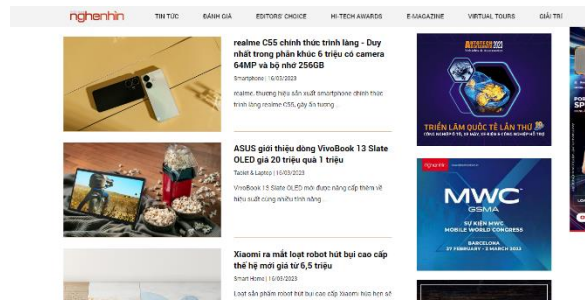 nghenhìn
TIN TỨC
ĐÁNH GIÁ
EDITORS' CHOICE
HI-TECH AWARDS
E-MAGAZINE
VIRTUAL TOURS
GIẢI TRÍ
realme C55 chính thức trình làng - Duy
nhất trong phân khúc 6 triệu có camera
64MP và bộ nhớ 256GB
Smartphone | 16/03/2023
realme, thương hiệu sản xuất smartphone chính thức
trình làng realme C55, gây ấn tượng ..
ASUS giới thiệu dòng VivoBook 13 Slate
OLED giá 20 triệu quà 1 triệu
Tablet & Laptop | 16/03/2023
VivoBook 13 Slate OLED mới được nâng cấp thêm về
hiệu suất cùng nhiều tính năng ..
Xiaomi ra mắt loạt robot hút bụi cao cấp
thế hệ mới giá từ 6,5 triệu
Smart Home | 16/03/2023
Loạt sản phẩm robot hút bụi cao cấp Xiaomi hứa hẹn sẽ
2023
TRIỂN LÃM QUỐC TẾ LẦN THỨ
nghenhìn
MWC
GSMA
SỰ KIỆN MWC
MOBILE WORLD CONGRESS
BARCELONA
27 FEBRUARY - 2 MARCH 2023